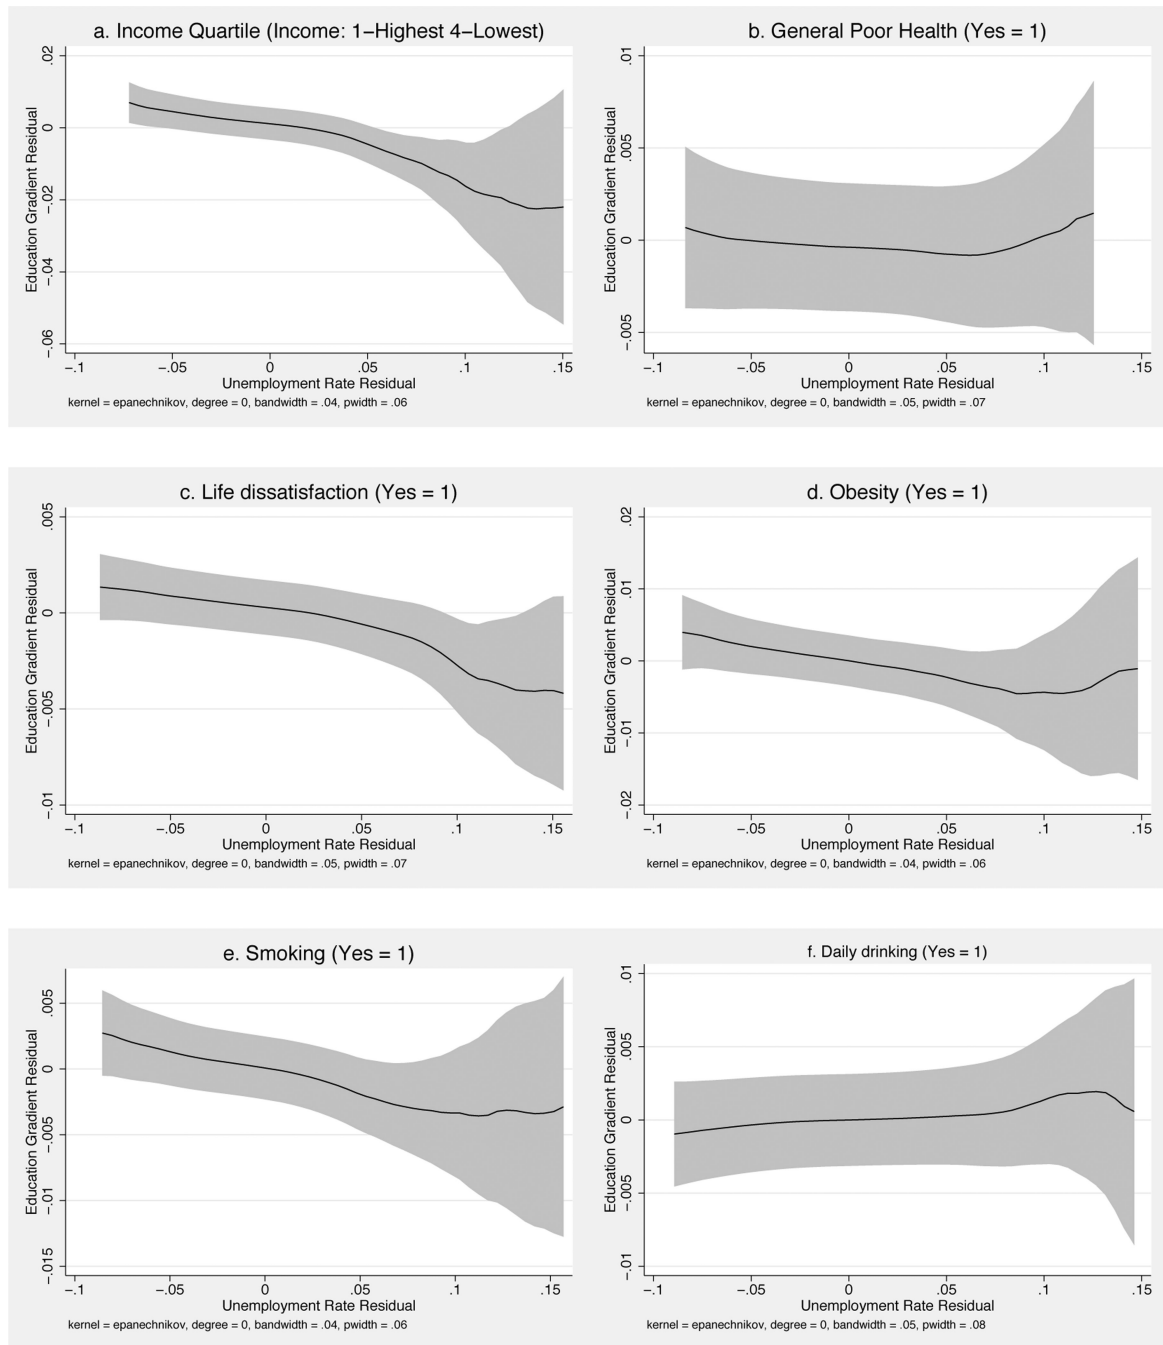 a. Income Quartile (Income: 1−Highest 4−Lowest)
Education Gradient Residual
.02
0
−.02
−.04
−.06
−.1 −.05 0 .05 .1 .15
Unemployment Rate Residual
kernel = epanechnikov, degree = 0, bandwidth = .04, pwidth = .06
b. General Poor Health (Yes = 1)
Education Gradient Residual
.01
.005
0
−.005
−.1 −.05 0 .05 .1 .15
Unemployment Rate Residual
kernel = epanechnikov, degree = 0, bandwidth = .05, pwidth = .07
c. Life dissatisfaction (Yes = 1)
Education Gradient Residual
.005
0
−.005
−.01
−.1 −.05 0 .05 .1 .15
Unemployment Rate Residual
kernel = epanechnikov, degree = 0, bandwidth = .05, pwidth = .07
d. Obesity (Yes = 1)
Education Gradient Residual
.02
.01
0
−.01
−.02
−.1 −.05 0 .05 .1 .15
Unemployment Rate Residual
kernel = epanechnikov, degree = 0, bandwidth = .04, pwidth = .06
e. Smoking (Yes = 1)
Education Gradient Residual
.005
0
−.005
−.01
−.015
−.1 −.05 0 .05 .1 .15
Unemployment Rate Residual
kernel = epanechnikov, degree = 0, bandwidth = .04, pwidth = .06
f. Daily drinking (Yes = 1)
Education Gradient Residual
.01
.005
0
−.005
−.01
−.1 −.05 0 .05 .1 .15
Unemployment Rate Residual
kernel = epanechnikov, degree = 0, bandwidth = .05, pwidth = .08